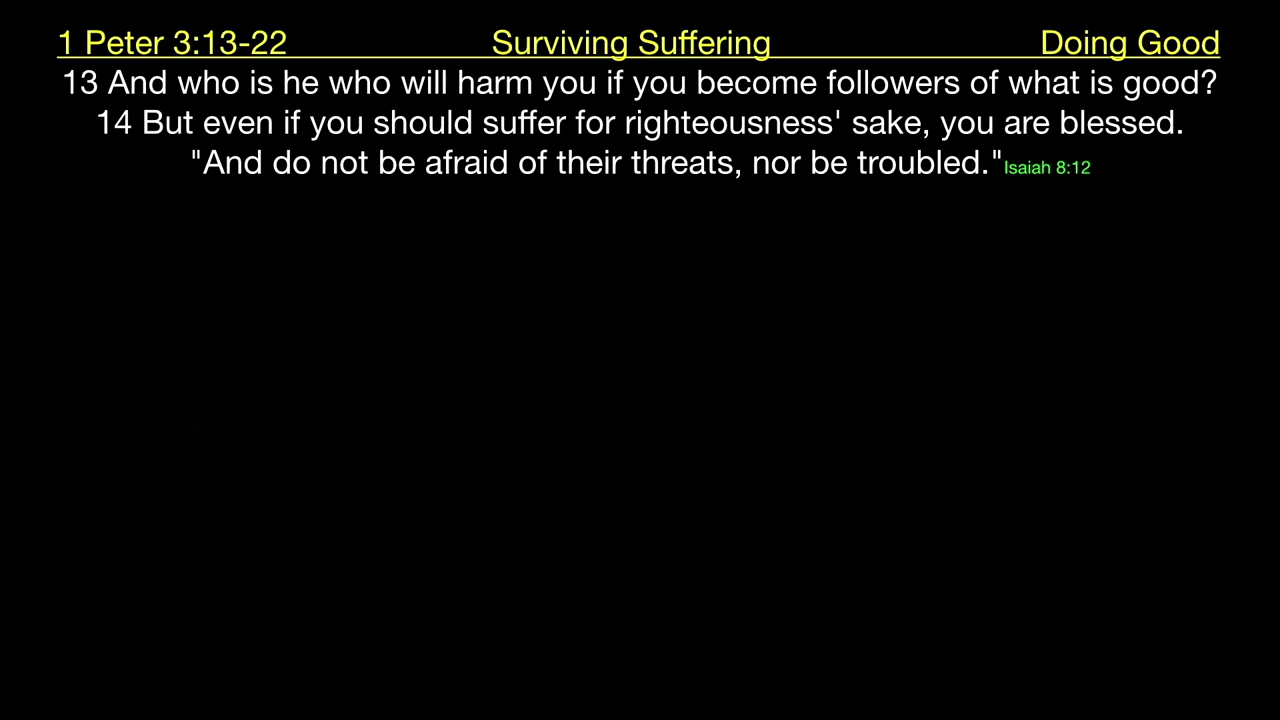 1 Peter 3:13-22 Surviving Suffering Doing Good
13 And who is he who will harm you if you become followers of what is good?
14 But even if you should suffer for righteousness' sake, you are blessed.
"And do not be afraid of their threats, nor be troubled."Isaiah 8:12